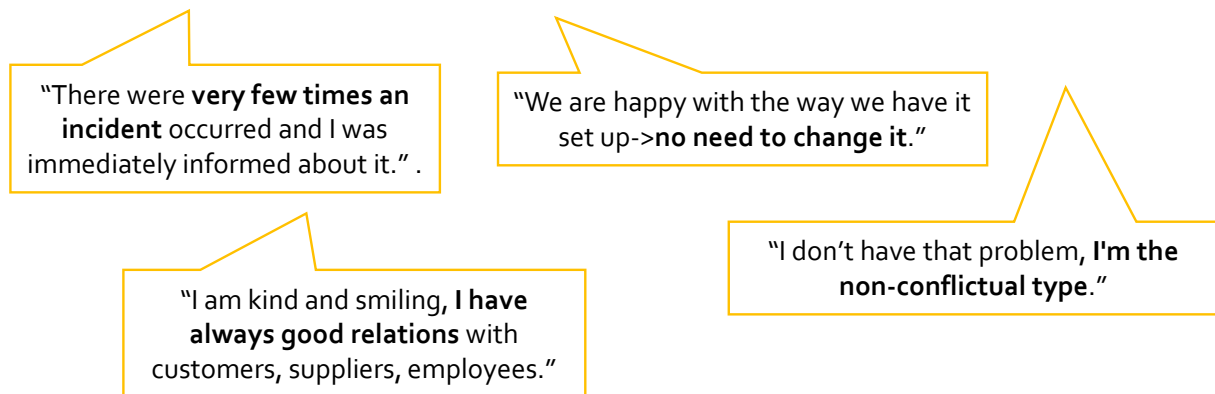 “There were very few times an
incident occurred and I was
immediately informed about it.” .
“We are happy with the way we have it
set up->no need to change it.”
“I am kind and smiling, I have
always good relations with
customers, suppliers, employees.”
“I don’t have that problem, I'm the
non-conflictual type.”